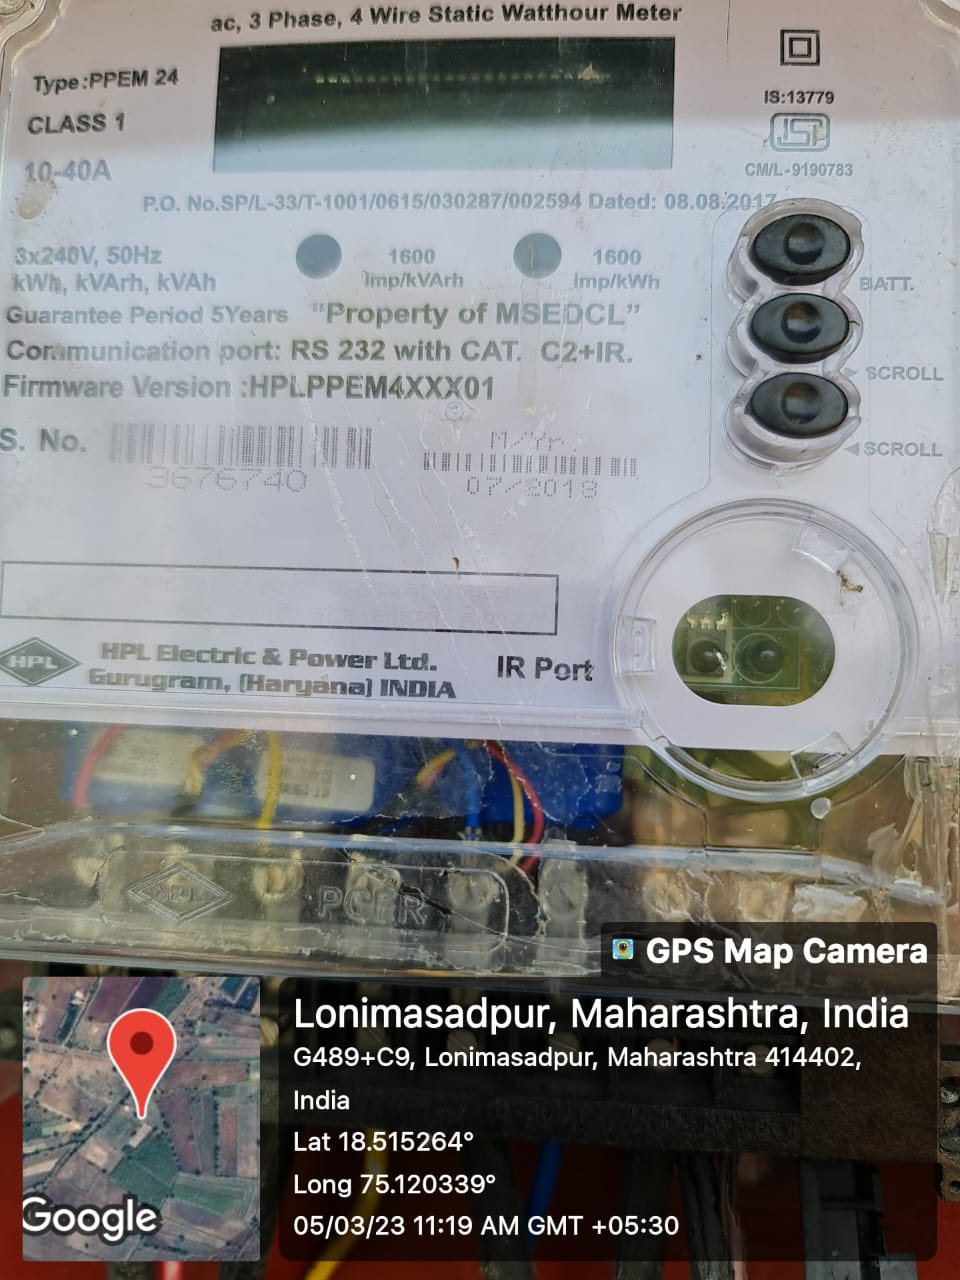 ac, 3 Phase, 4 Wire Static Watthour Meter
Type:PPEM 24
CLASS 1
10-40A
IS:13779
ISI
CM/L-9190783
P.O. No.SP/L-33/T-1001/0615/030287/002594 Dated: 08.08.2017
3x240V, 50Hz
kWh, kVArh, kVAh
1600
Imp/kVArh
1600
Imp/kWh
BATT.
Guarantee Period 5Years "Property of MSEDCL"
Communication port: RS 232 with CAT. C2+IR.
Firmware Version :HPLPPEM4XXX01
SCROLL
SCROLL
S. No.
3676740
M/Yr.
07/2018
HPL
HPL Electric & Power Ltd.
Gurugram, (Haryana) INDIA
IR Port
GPS Map Camera
Lonimasadpur, Maharashtra, India
G489+C9, Lonimasadpur, Maharashtra 414402,
India
Lat 18.515264°
Long 75.120339°
05/03/23 11:19 AM GMT +05:30
Google